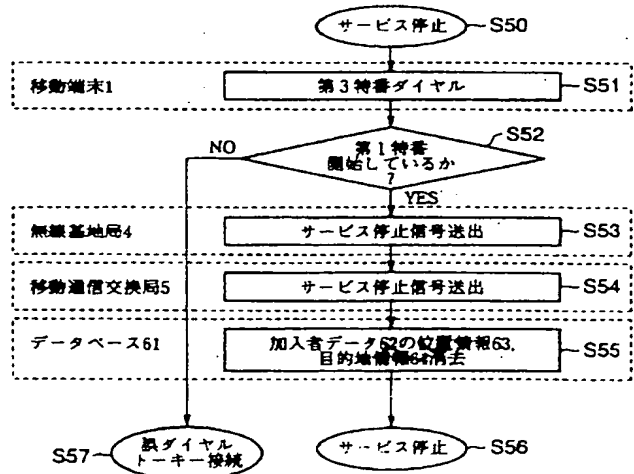 サービス停止 S50
移動端末1 第3特番ダイヤル S51
S52
第1特番
開始しているか
?
NO
YES
無線基地局4 サービス停止信号送出 S53
移動通信交換局5 サービス停止信号送出 S54
データベース61 加入者データ62の位置情報63, S55
目的地情報64消去
S57 誤ダイヤル
トーキー接続
サービス停止 S56